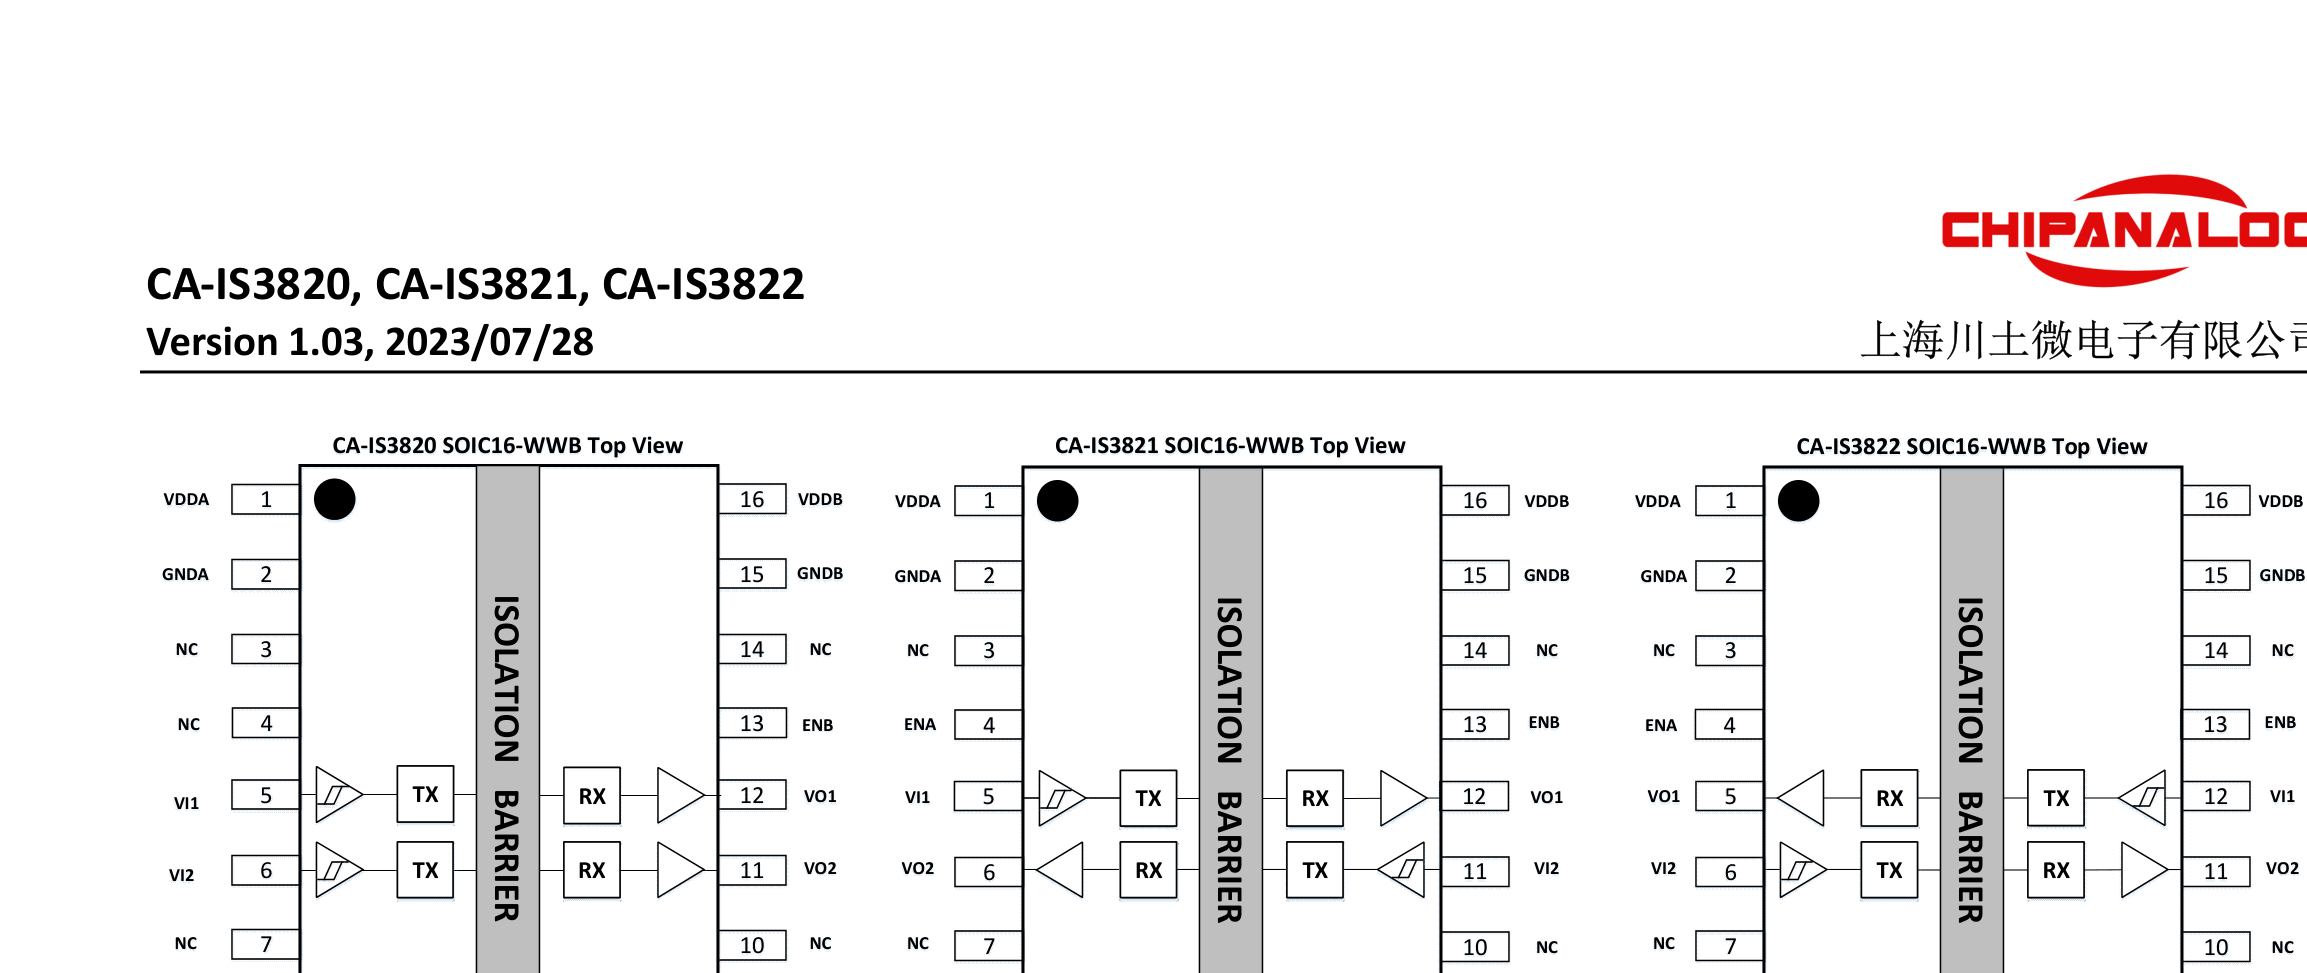 CHIPANALO
CA-IS3820, CA-IS3821, CA-IS3822
Version 1.03, 2023/07/28
上海川土微电子有限公司
CA-IS3820 SOIC16-WWB Top View
VDDA 1 16 VDDB
GNDA 2 15 GNDB
NC 3 14 NC
NC 4 13 ENB
VI1 5 TX RX 12 VO1
VI2 6 TX RX 11 VO2
NC 7 10 NC
ISOLATION BARRIER
CA-IS3821 SOIC16-WWB Top View
VDDA 1 16 VDDB
GNDA 2 15 GNDB
NC 3 14 NC
ENA 4 13 ENB
VI1 5 TX RX 12 VO1
VO2 6 RX TX 11 VI2
NC 7 10 NC
ISOLATION BARRIER
CA-IS3822 SOIC16-WWB Top View
VDDA 1 16 VDDB
GNDA 2 15 GNDB
NC 3 14 NC
ENA 4 13 ENB
VO1 5 RX TX 12 VI1
VI2 6 TX RX 11 VO2
NC 7 10 NC
ISOLATION BARRIER